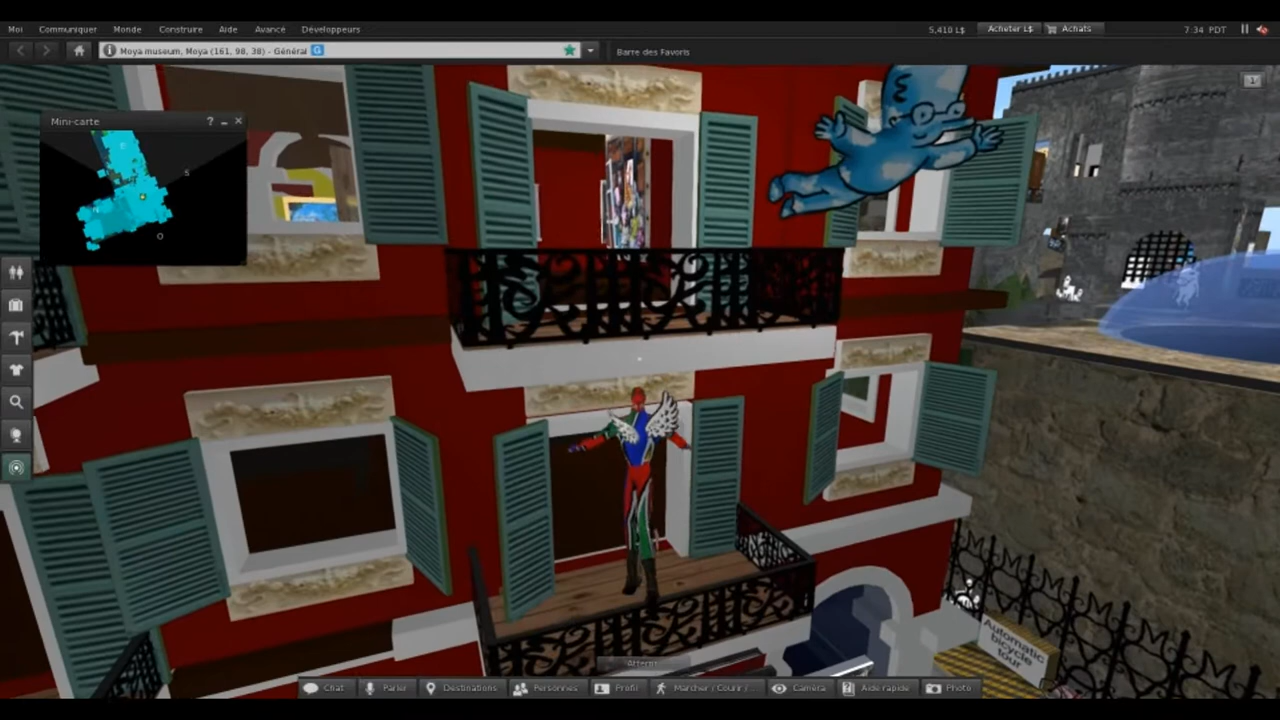 Moi Communiquer Monde Construire Aide Avancé Développeurs 5,410 L$ Acheter L$ Achats 7:34 PDT
Moya museum, Moya (161, 98, 38) - Général G Barre des Favoris
1
Mini-carte ? _ ×
S
Automatic
bicycle
tour
Atterrir
Chat Parler Destinations Personnes Profil Marcher / Courir /... Caméra Aide rapide Photo